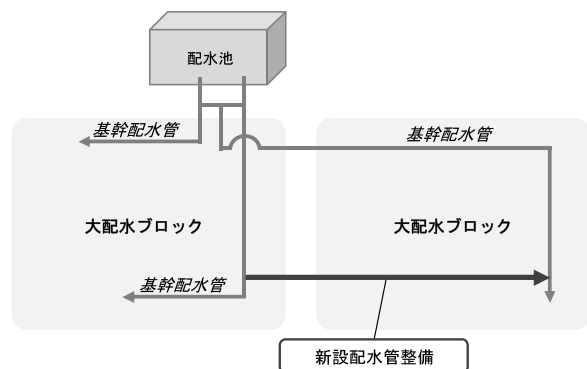 配水池
基幹配水管
基幹配水管
大配水ブロック
大配水ブロック
基幹配水管
新設配水管整備